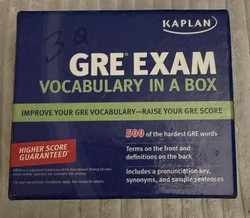 KAPLAN
GRE® EXAM
VOCABULARY IN A BOX
IMPROVE YOUR GRE VOCABULARY—RAISE YOUR GRE SCORE
HIGHER SCORE
GUARANTEED*
500 of the hardest GRE words
Terms on the front and
definitions on the back
Includes a pronunciation key,
synonyms, and sample sentences